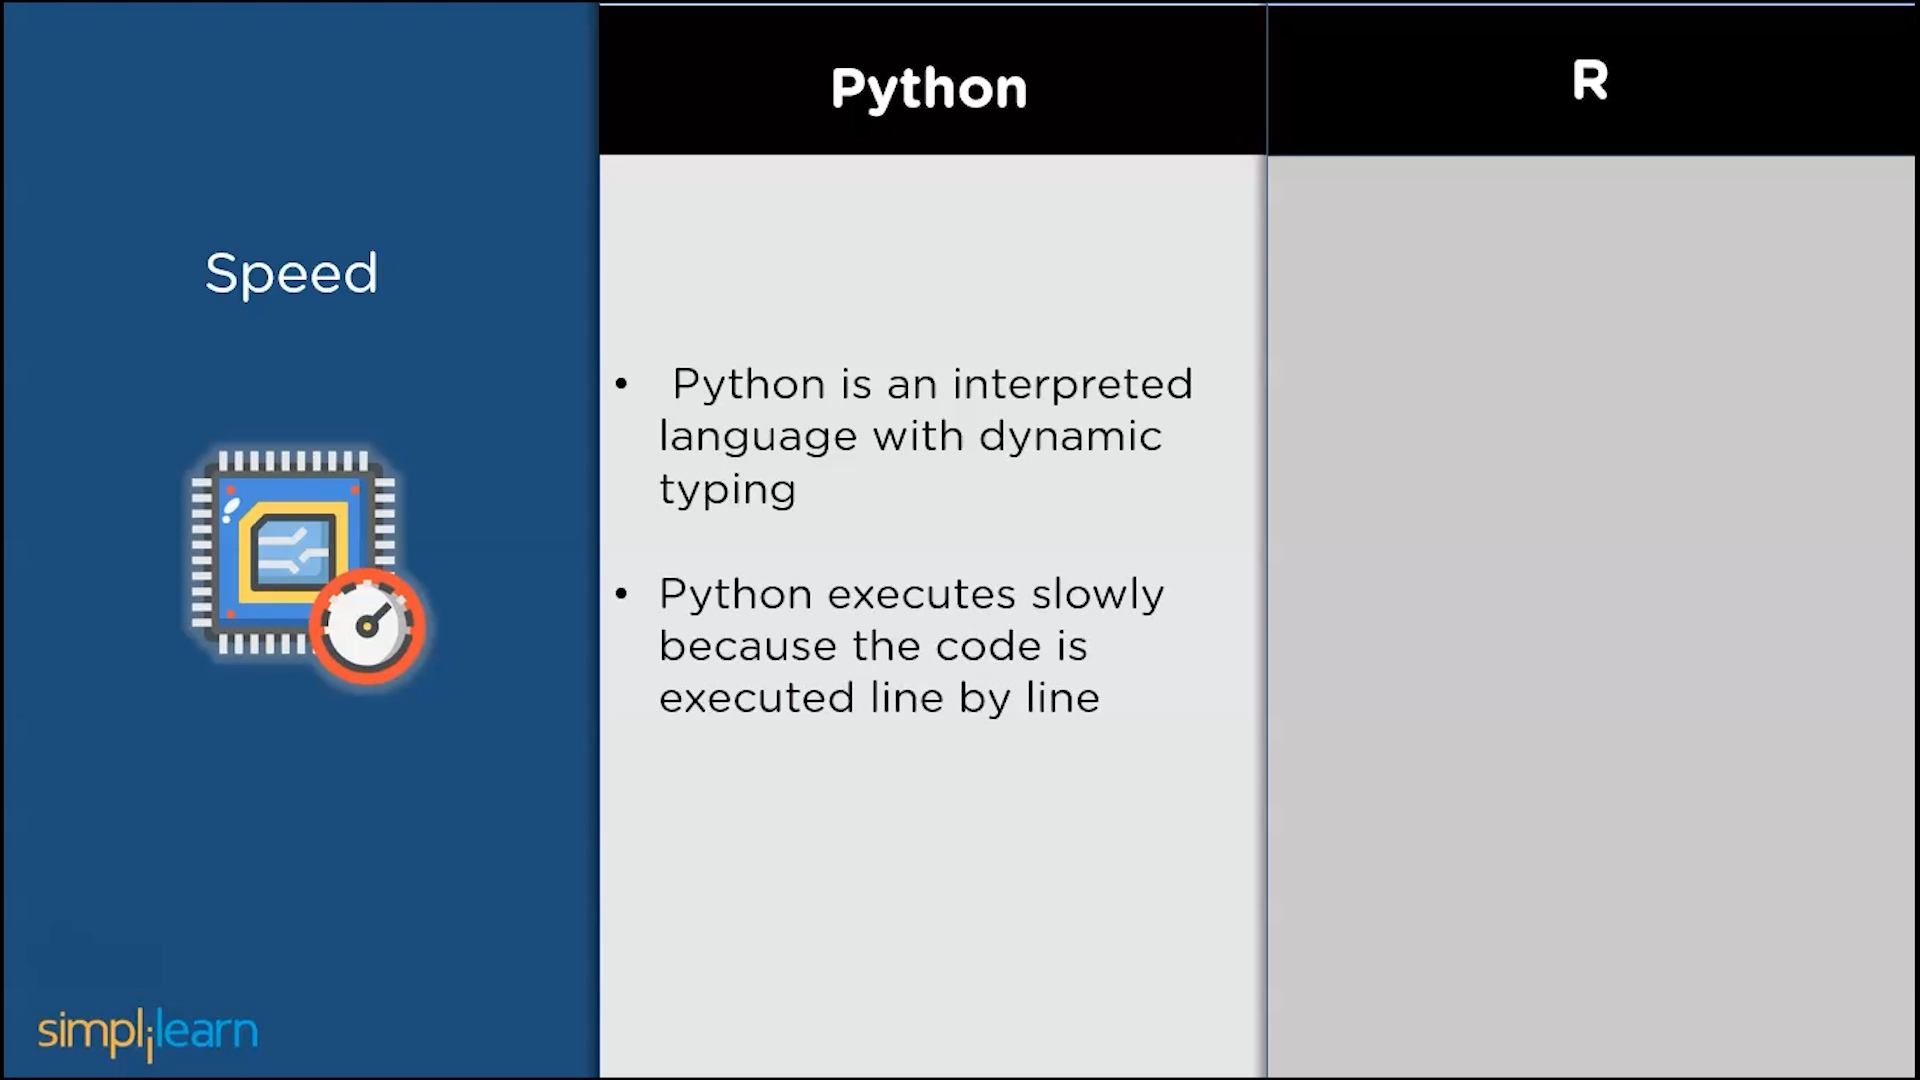 Python
R
Speed
• Python is an interpreted
language with dynamic
typing
• Python executes slowly
because the code is
executed line by line
simplilearn